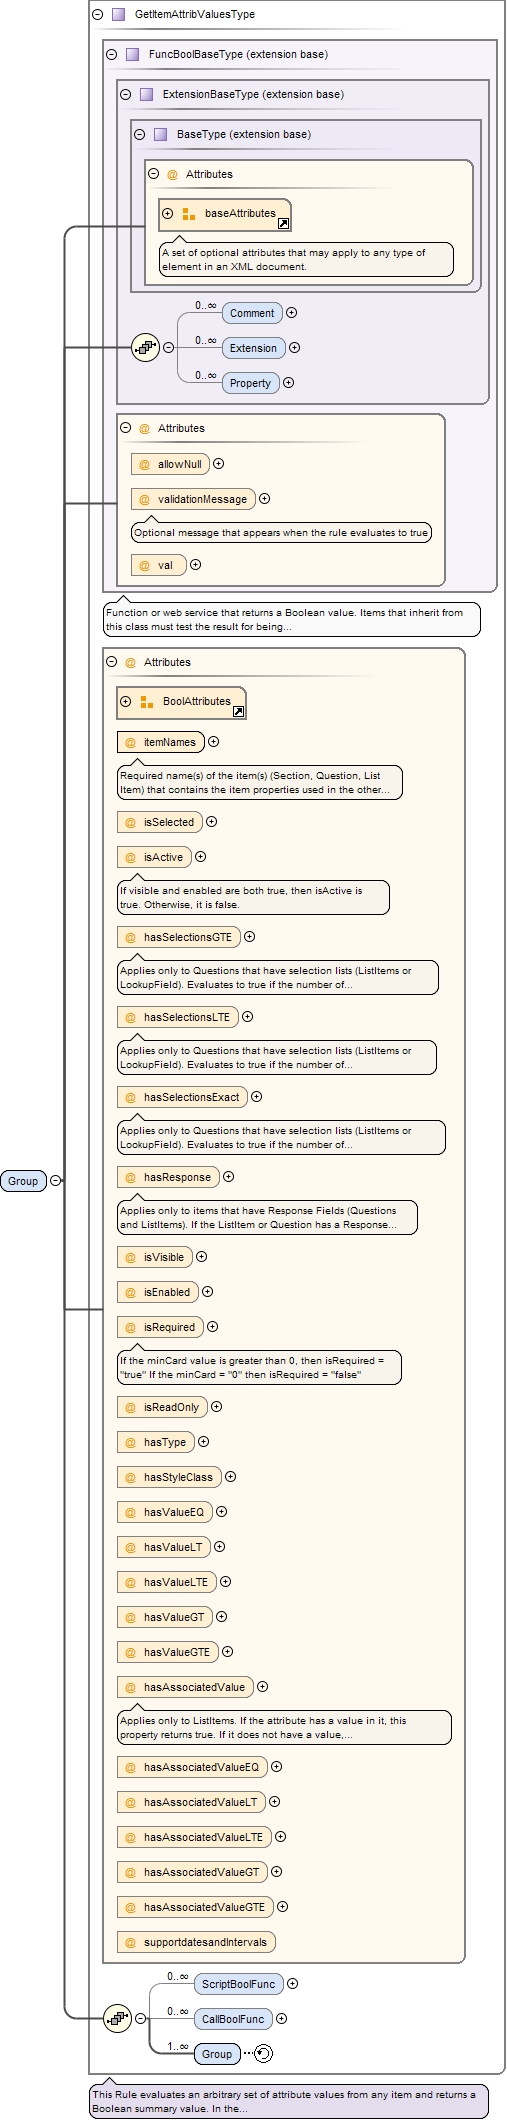 GetItemAttribValuesType
FuncBoolBaseType (extension base)
ExtensionBaseType (extension base)
BaseType (extension base)
@ Attributes
baseAttributes
A set of optional attributes that may apply to any type of
element in an XML document.
0..∞
Comment
0..∞
Extension
0..∞
Property
@ Attributes
@ allowNull
@ validationMessage
Optional message that appears when the rule evaluates to true
@ val
Function or web service that returns a Boolean value. Items that inherit from
this class must test the result for being...
@ Attributes
BoolAttributes
@ itemNames
Required name(s) of the item(s) (Section, Question, List
Item) that contains the item properties used in the other...
@ isSelected
@ isActive
If visible and enabled are both true, then isActive is
true. Otherwise, it is false.
@ hasSelectionsGTE
Applies only to Questions that have selection lists (ListItems or
LookupField). Evaluates to true if the number of...
@ hasSelectionsLTE
Applies only to Questions that have selection lists (ListItems or
LookupField). Evaluates to true if the number of...
@ hasSelectionsExact
Applies only to Questions that have selection lists (ListItems or
LookupField). Evaluates to true if the number of...
Group
@ hasResponse
Applies only to items that have Response Fields (Questions
and ListItems). If the ListItem or Question has a Response...
@ isVisible
@ isEnabled
@ isRequired
If the minCard value is greater than 0, then isRequired =
"true" If the minCard = "0" then isRequired = "false"
@ isReadOnly
@ hasType
@ hasStyleClass
@ hasValueEQ
@ hasValueLT
@ hasValueLTE
@ hasValueGT
@ hasValueGTE
@ hasAssociatedValue
Applies only to ListItems. If the attribute has a value in it, this
property returns true. If it does not have a value,...
@ hasAssociatedValueEQ
@ hasAssociatedValueLT
@ hasAssociatedValueLTE
@ hasAssociatedValueGT
@ hasAssociatedValueGTE
@ supportdatesandIntervals
0..∞
ScriptBoolFunc
0..∞
CallBoolFunc
1..∞
Group
This Rule evaluates an arbitrary set of attribute values from any item and returns a
Boolean summary value. In the...